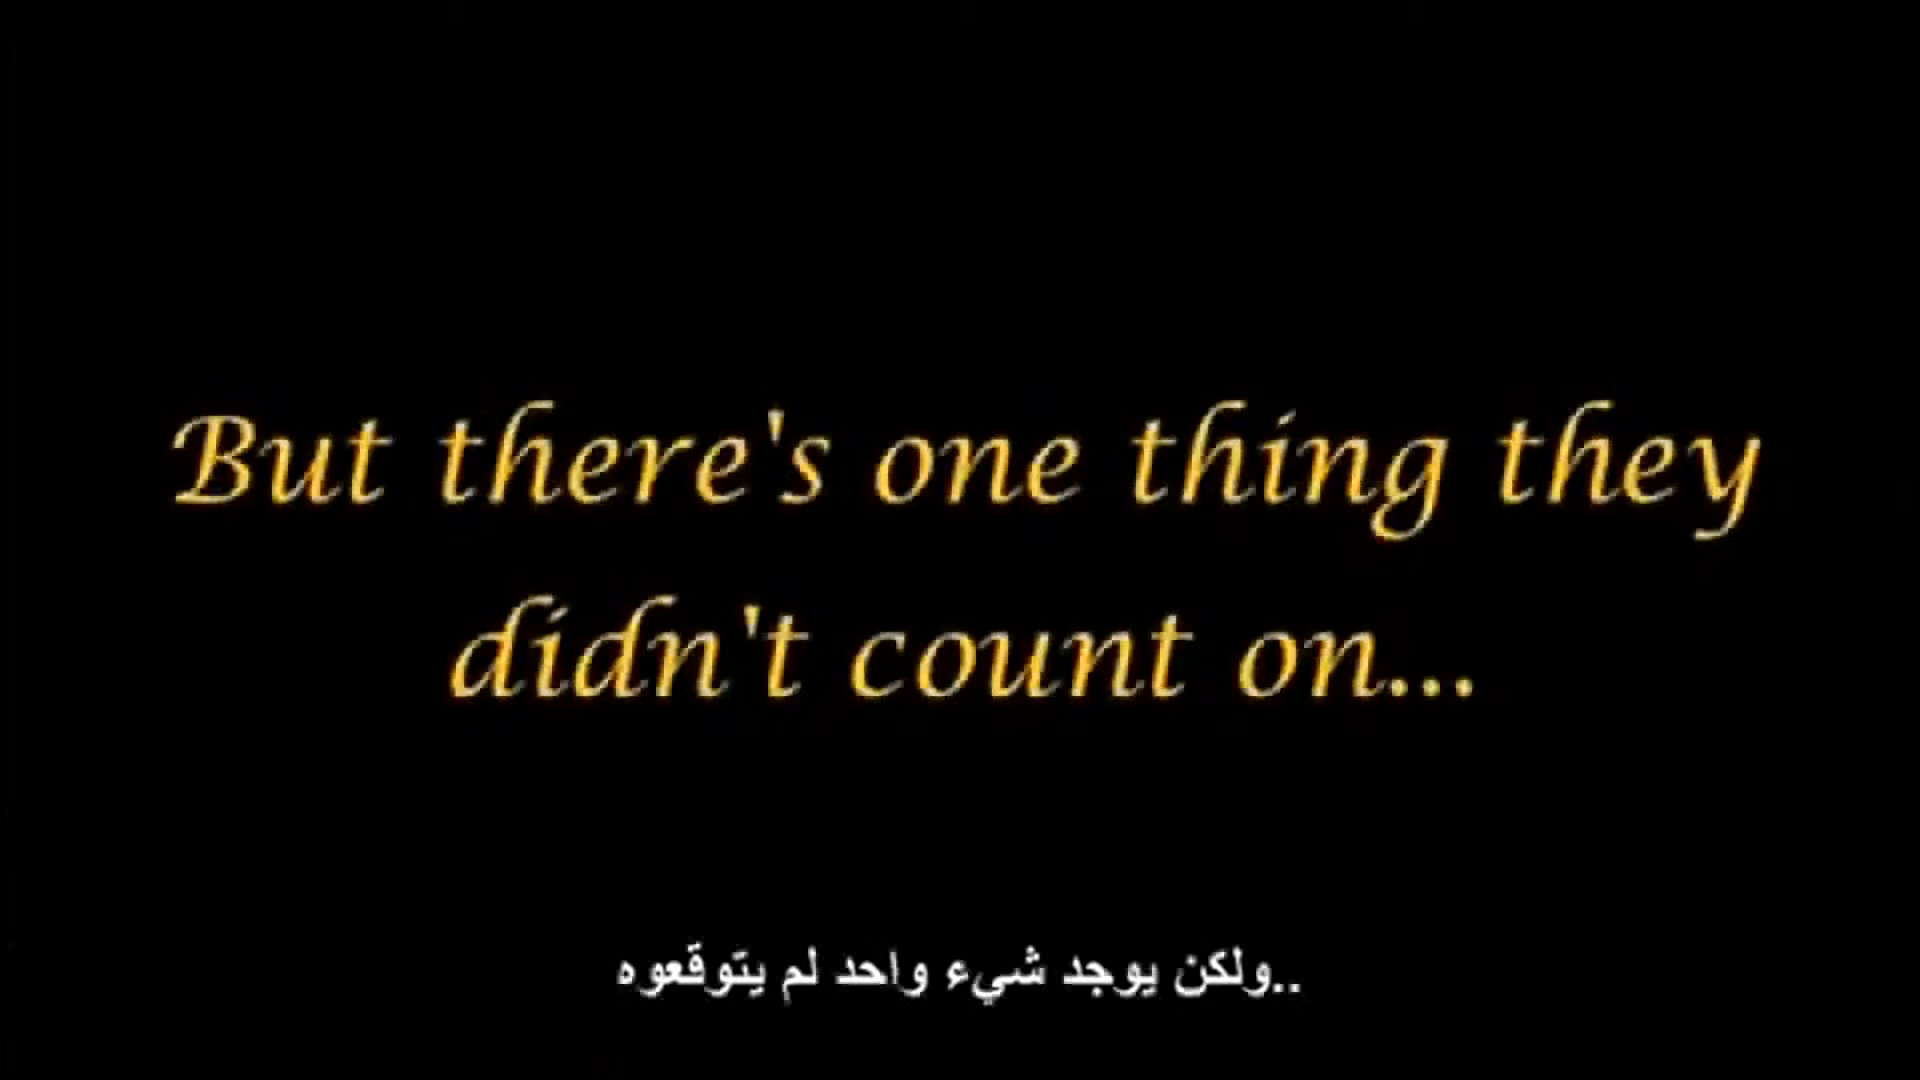 But there's one thing they
didn't count on...
..ولكن يوجد شيء واحد لم يتوقعوه